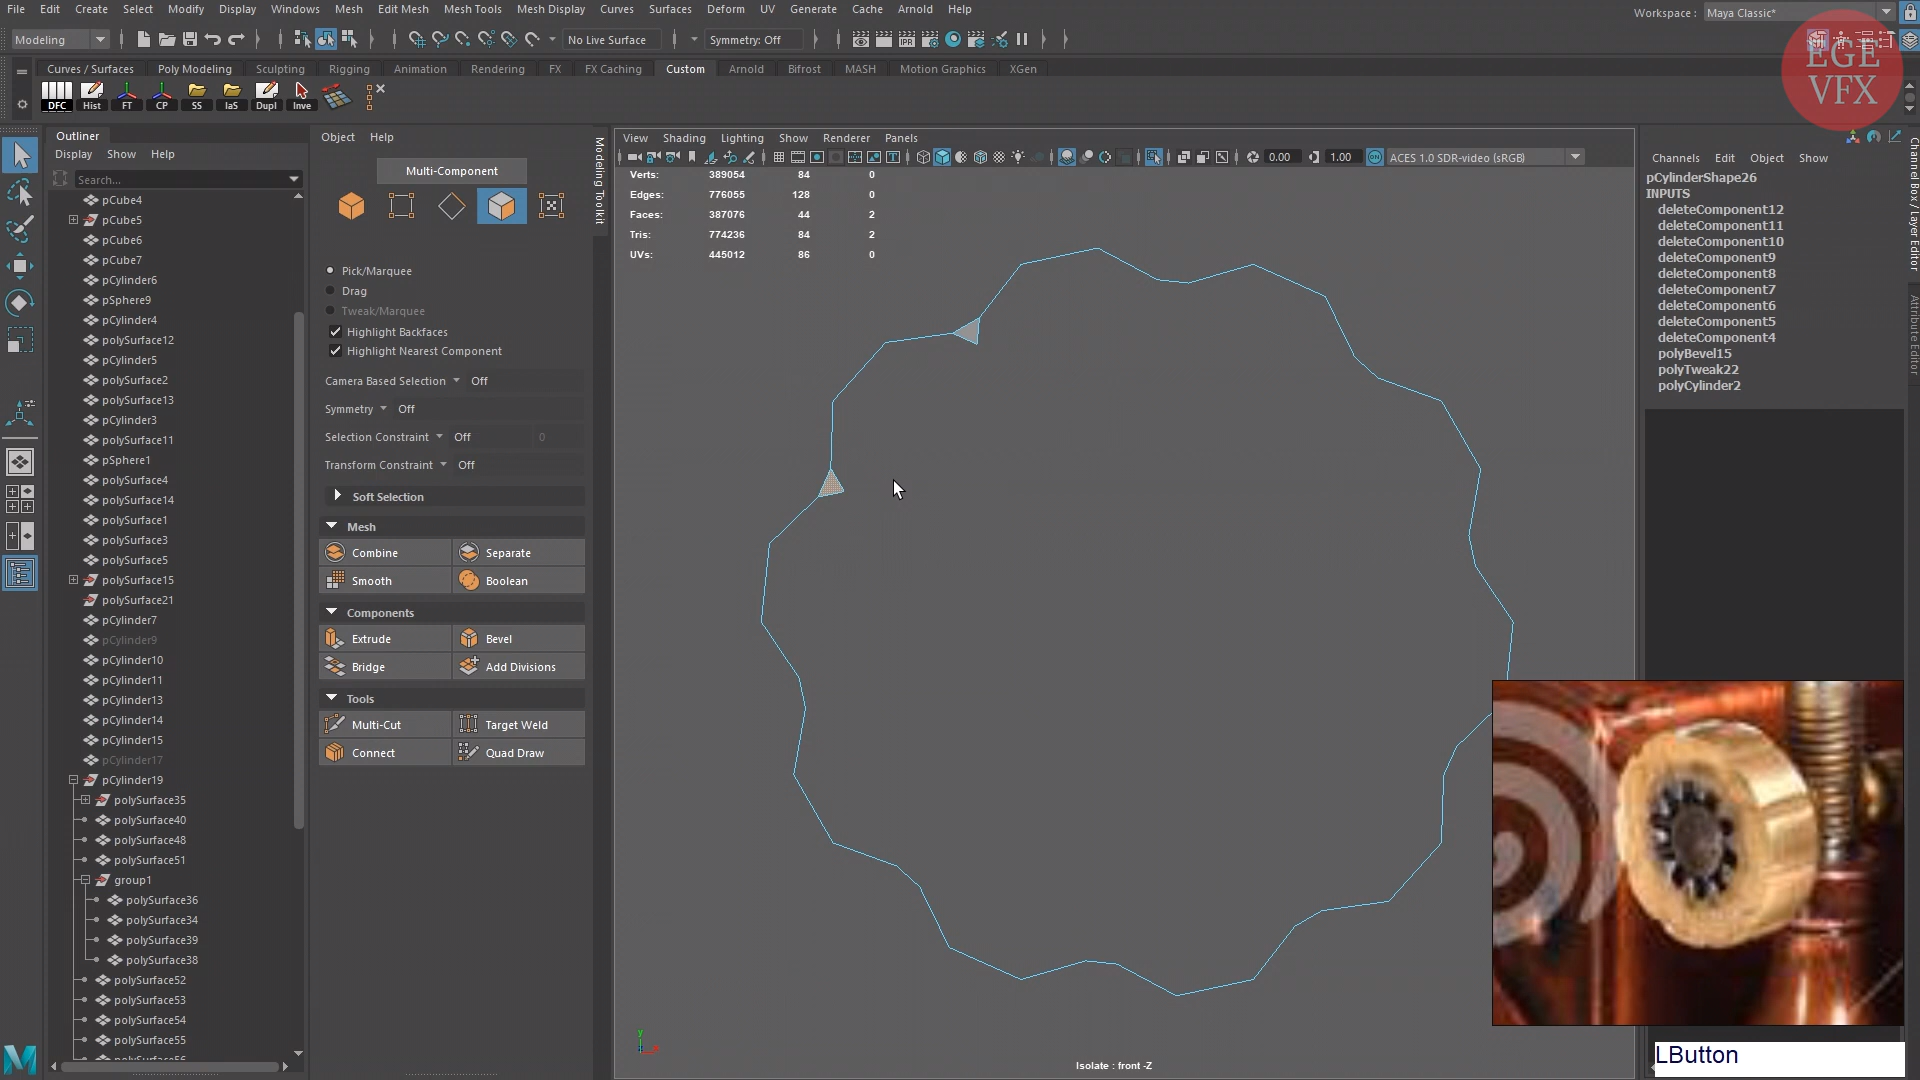 File Edit Create Select Modify Display Windows Mesh Edit Mesh Mesh Tools Mesh Display Curves Surfaces Deform UV Generate Cache Arnold Help
Workspace : Maya Classic*
Modeling No Live Surface Symmetry: Off
EGE
VFX
Curves / Surfaces Poly Modeling Sculpting Rigging Animation Rendering FX FX Caching Custom Arnold Bifrost MASH Motion Graphics XGen
DFC Hist FT CP SS IaS Dupl Inve
Outliner
Display Show Help
Search...
pCube4
pCube5
pCube6
pCube7
pCylinder6
pSphere9
pCylinder4
polySurface12
pCylinder5
polySurface2
polySurface13
pCylinder3
polySurface11
pSphere1
polySurface4
polySurface14
polySurface1
polySurface3
polySurface5
polySurface15
polySurface21
pCylinder7
pCylinder9
pCylinder10
pCylinder11
pCylinder13
pCylinder14
pCylinder15
pCylinder17
pCylinder19
polySurface35
polySurface40
polySurface48
polySurface51
group1
polySurface36
polySurface34
polySurface39
polySurface38
polySurface52
polySurface53
polySurface54
polySurface55
polySurface56
Object Help
Multi-Component
Pick/Marquee
Drag
Tweak/Marquee
Highlight Backfaces
Highlight Nearest Component
Camera Based Selection Off
Symmetry Off
Selection Constraint Off 0
Transform Constraint Off
Soft Selection
Mesh
Combine Separate
Smooth Boolean
Components
Extrude Bevel
Bridge Add Divisions
Tools
Multi-Cut Target Weld
Connect Quad Draw
Modeling Toolkit
View Shading Lighting Show Renderer Panels
0.00 1.00 ON ACES 1.0 SDR-video (sRGB)
Verts: 389054 84 0
Edges: 776055 128 0
Faces: 387076 44 2
Tris: 774236 84 2
UVs: 445012 86 0
y
Isolate : front -Z
Channels Edit Object Show
pCylinderShape26
INPUTS
deleteComponent12
deleteComponent11
deleteComponent10
deleteComponent9
deleteComponent8
deleteComponent7
deleteComponent6
deleteComponent5
deleteComponent4
polyBevel15
polyTweak22
polyCylinder2
Channel Box / Layer Editor
Attribute Editor
LButton